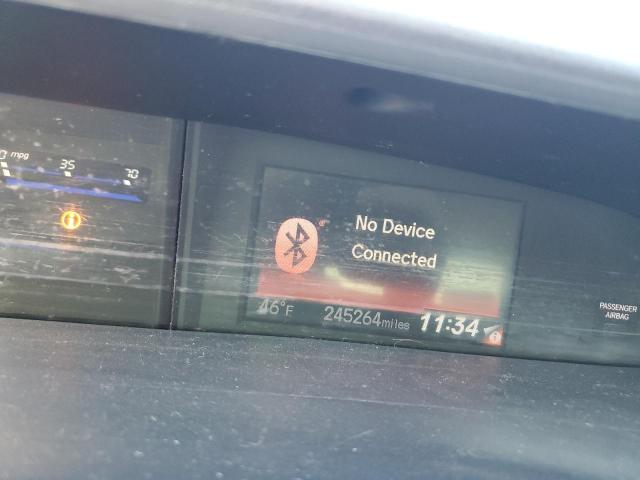 mpg 35 70
No Device
Connected
46°F 245264miles 11:34
PASSENGER
AIRBAG